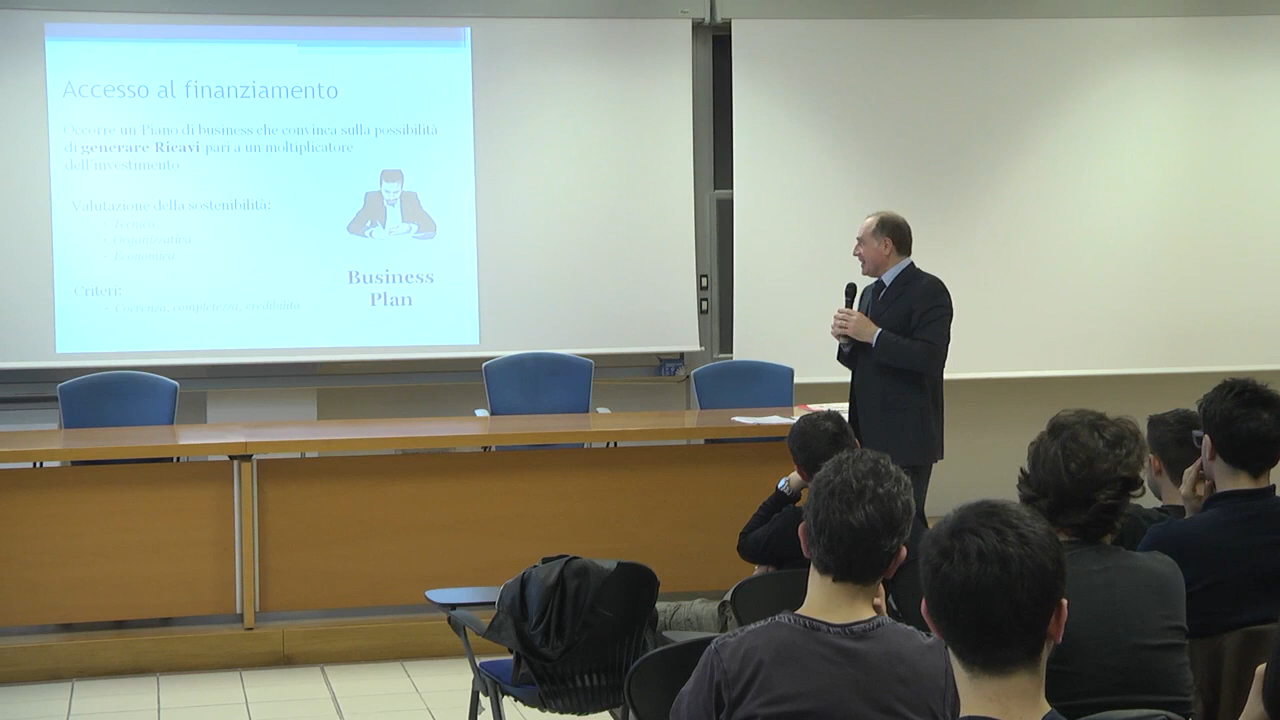 Accesso al finanziamento
Occorre un Piano di business che convinca sulla possibilità
di generare Ricavi pari a un moltiplicatore
dell'investimento
Valutazione della sostenibilità:
- Tecnica
- Organizzativa
- Economica
Criteri:
- Coerenza, completezza, credibilità
Business
Plan